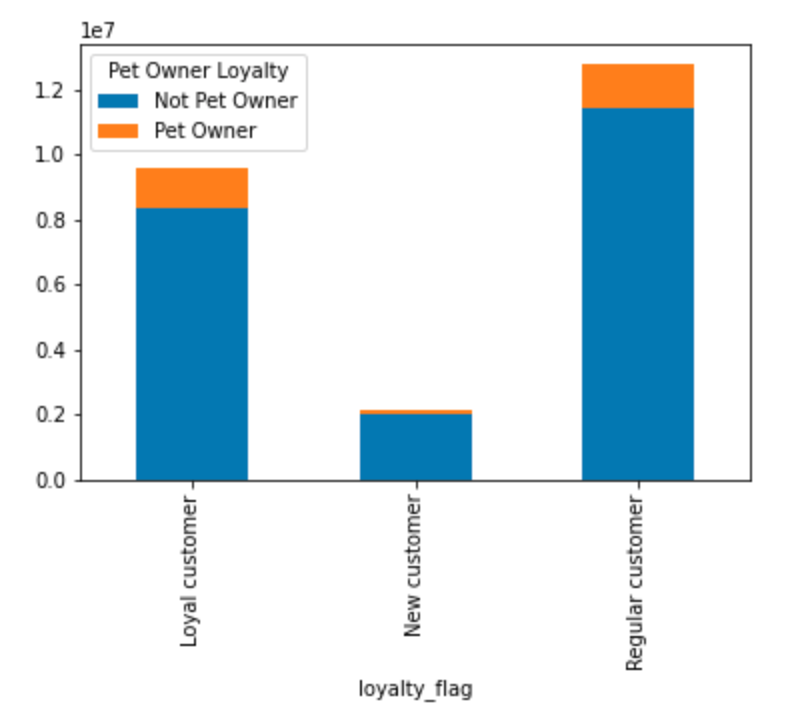 1e7
Pet Owner Loyalty
Not Pet Owner
Pet Owner
1.2
1.0
0.8
0.6
0.4
0.2
0.0
Loyal customer
New customer
Regular customer
loyalty_flag